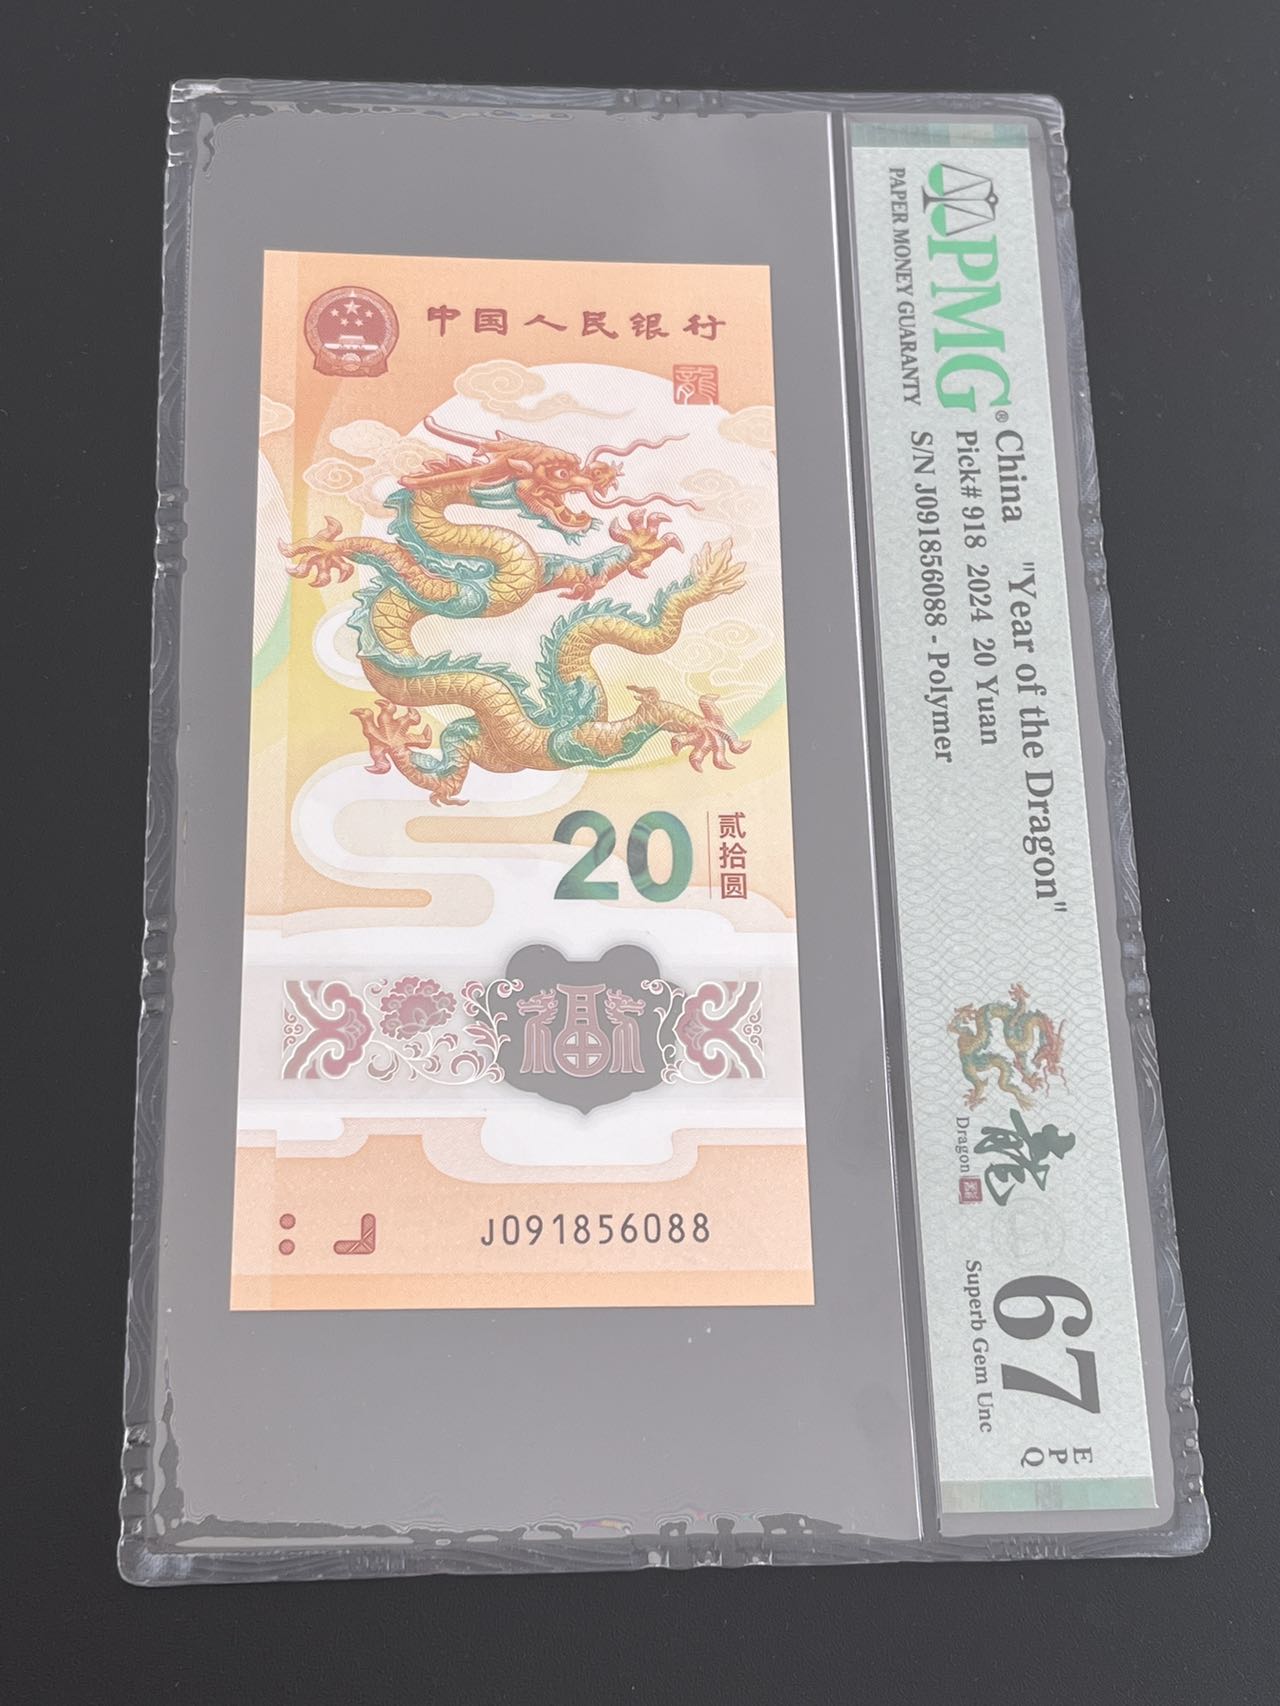 中国人民银行
龍
20
贰拾圆
福
J091856088
PMG®
PAPER MONEY GUARANTY
China "Year of the Dragon"
Pick# 918 2024 20 Yuan
S/N J091856088 - Polymer
龍
Dragon
67
EPQ
Superb Gem Unc